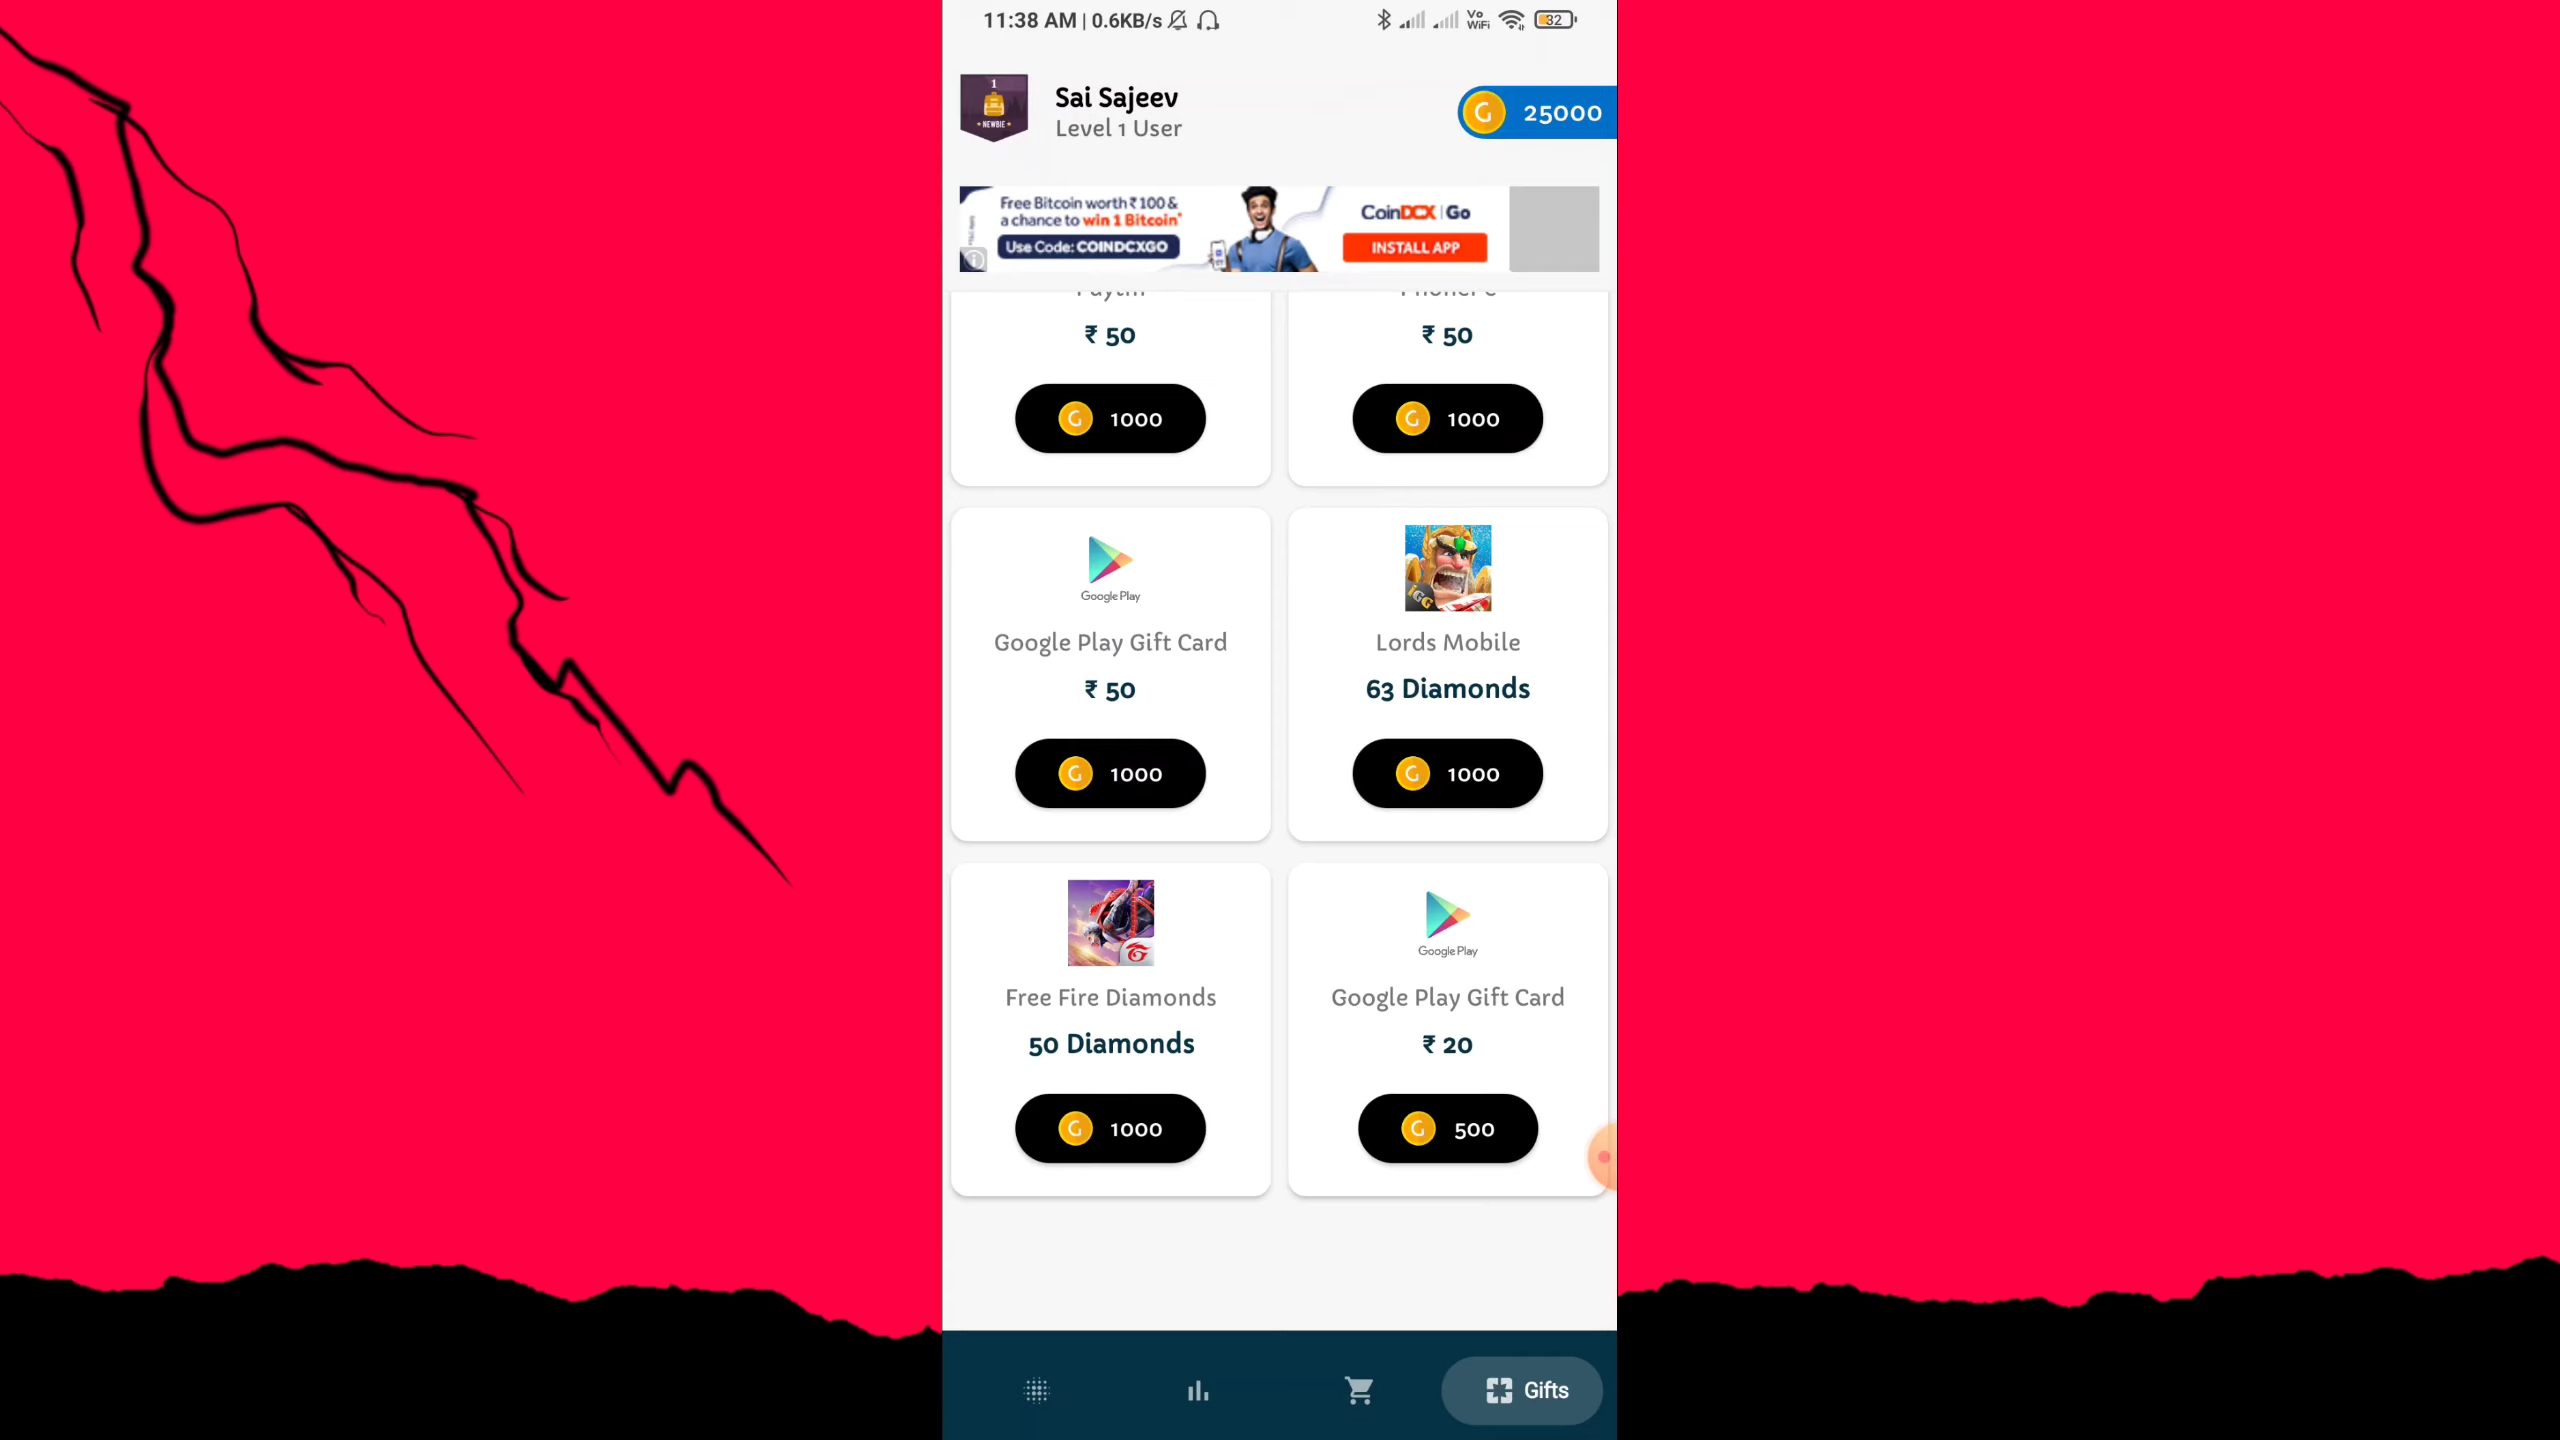 11:38 AM | 0.6KB/s
Vo WiFi
32
1
NEWBIE
Sai Sajeev
Level 1 User
G 25000
Free Bitcoin worth ₹100 &
a chance to win 1 Bitcoin*
Use Code: COINDCXGO
CoinDCX | Go
INSTALL APP
₹ 50
₹ 50
G 1000
G 1000
Google Play
IGG
Google Play Gift Card
Lords Mobile
₹ 50
63 Diamonds
G 1000
G 1000
Google Play
Free Fire Diamonds
Google Play Gift Card
50 Diamonds
₹ 20
G 1000
G 500
Gifts